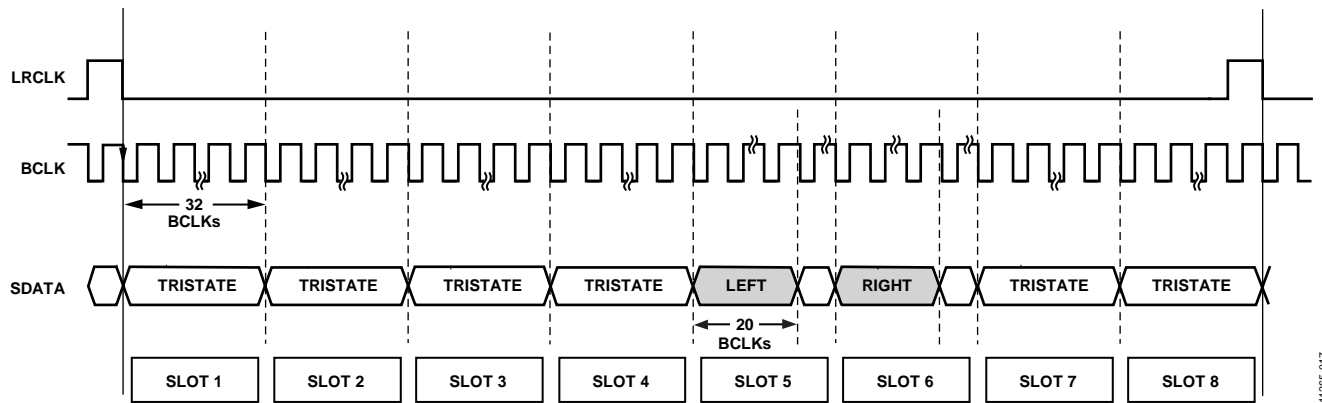 LRCLK
BCLK
32
BCLKs
SDATA
TRISTATE TRISTATE TRISTATE TRISTATE LEFT RIGHT TRISTATE TRISTATE
20
BCLKs
SLOT 1 SLOT 2 SLOT 3 SLOT 4 SLOT 5 SLOT 6 SLOT 7 SLOT 8